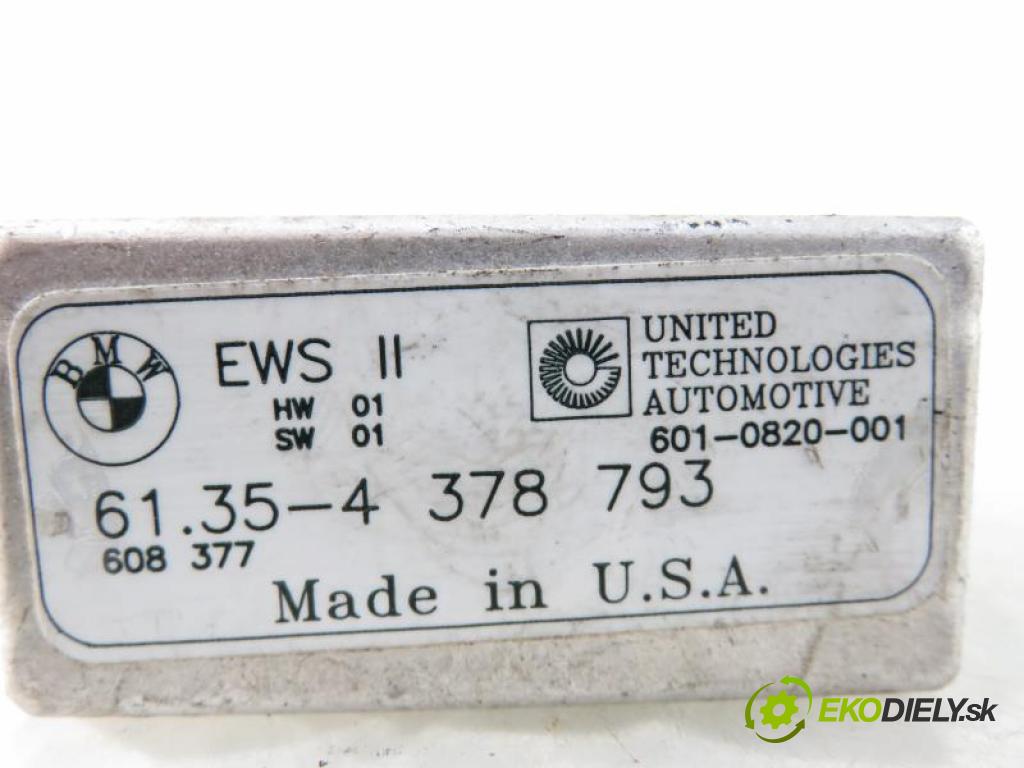 BMW
EWS II
HW 01
SW 01
UNITED
TECHNOLOGIES
AUTOMOTIVE
601-0820-001
61.35-4 378 793
608 377
Made in U.S.A.
EKODIELY.sk